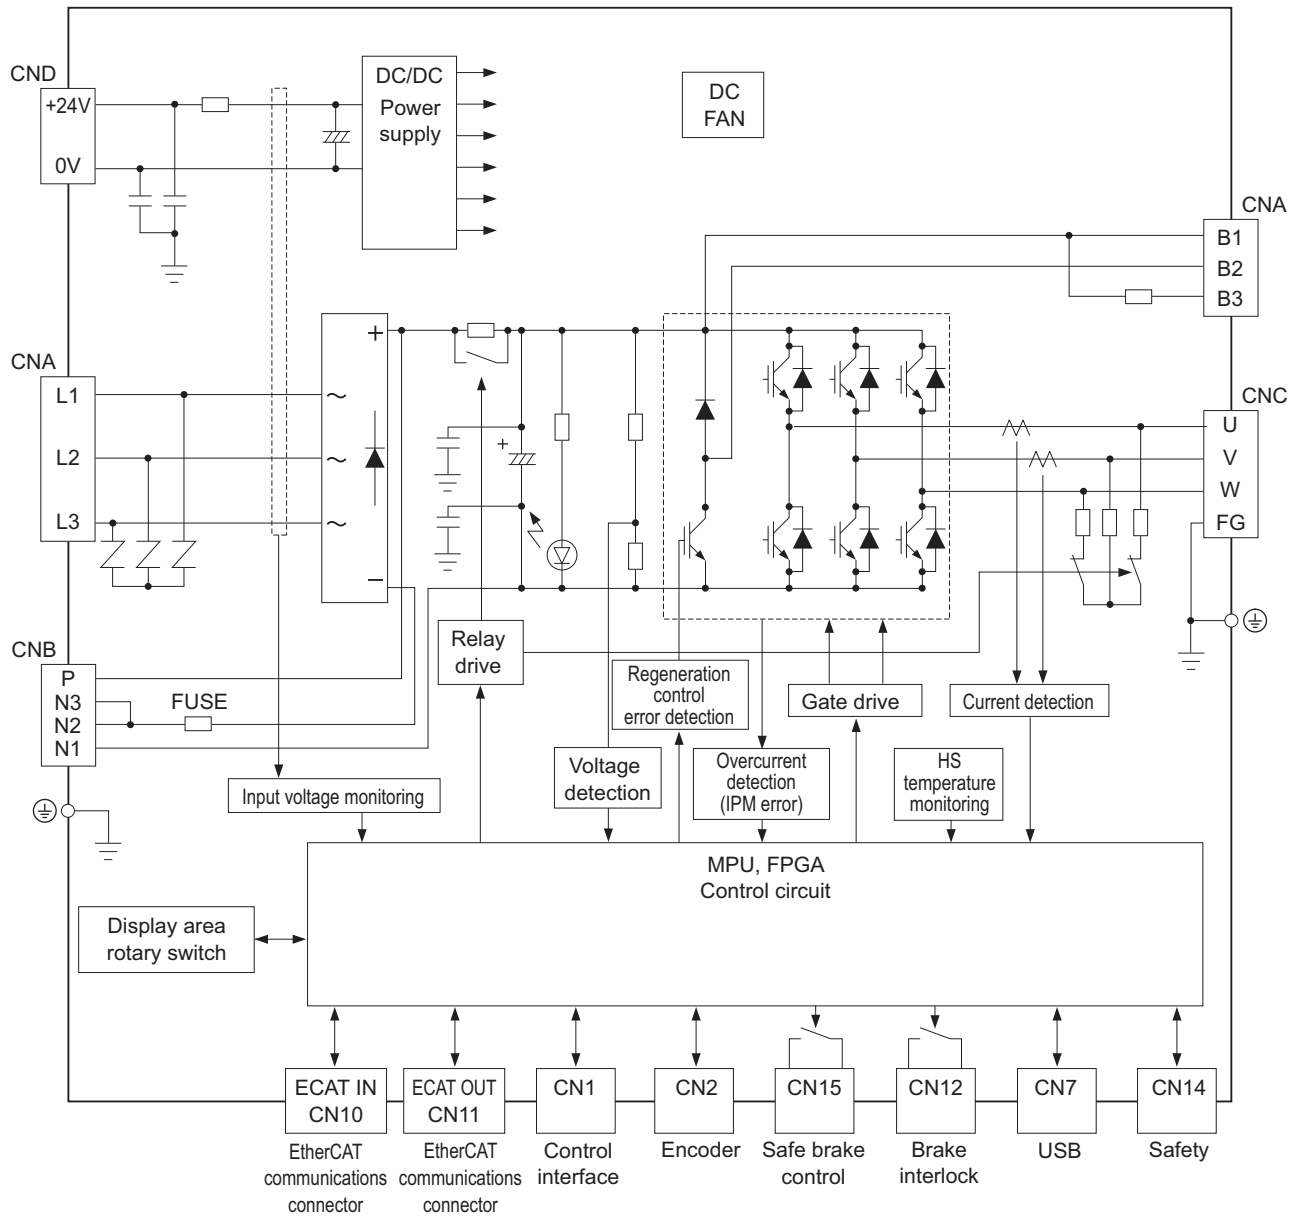 CND
+24V
0V
DC/DC
Power
supply
DC
FAN
CNA
B1
B2
B3
CNA
L1
L2
L3
+
~
~
~
−
+
CNC
U
V
W
FG
CNB
P
N3
N2
N1
FUSE
Relay
drive
Regeneration
control
error detection
Gate drive
Current detection
Input voltage monitoring
Voltage
detection
Overcurrent
detection
(IPM error)
HS
temperature
monitoring
MPU, FPGA
Control circuit
Display area
rotary switch
ECAT IN
CN10
ECAT OUT
CN11
CN1
CN2
CN15
CN12
CN7
CN14
EtherCAT
communications
connector
EtherCAT
communications
connector
Control
interface
Encoder
Safe brake
control
Brake
interlock
USB
Safety